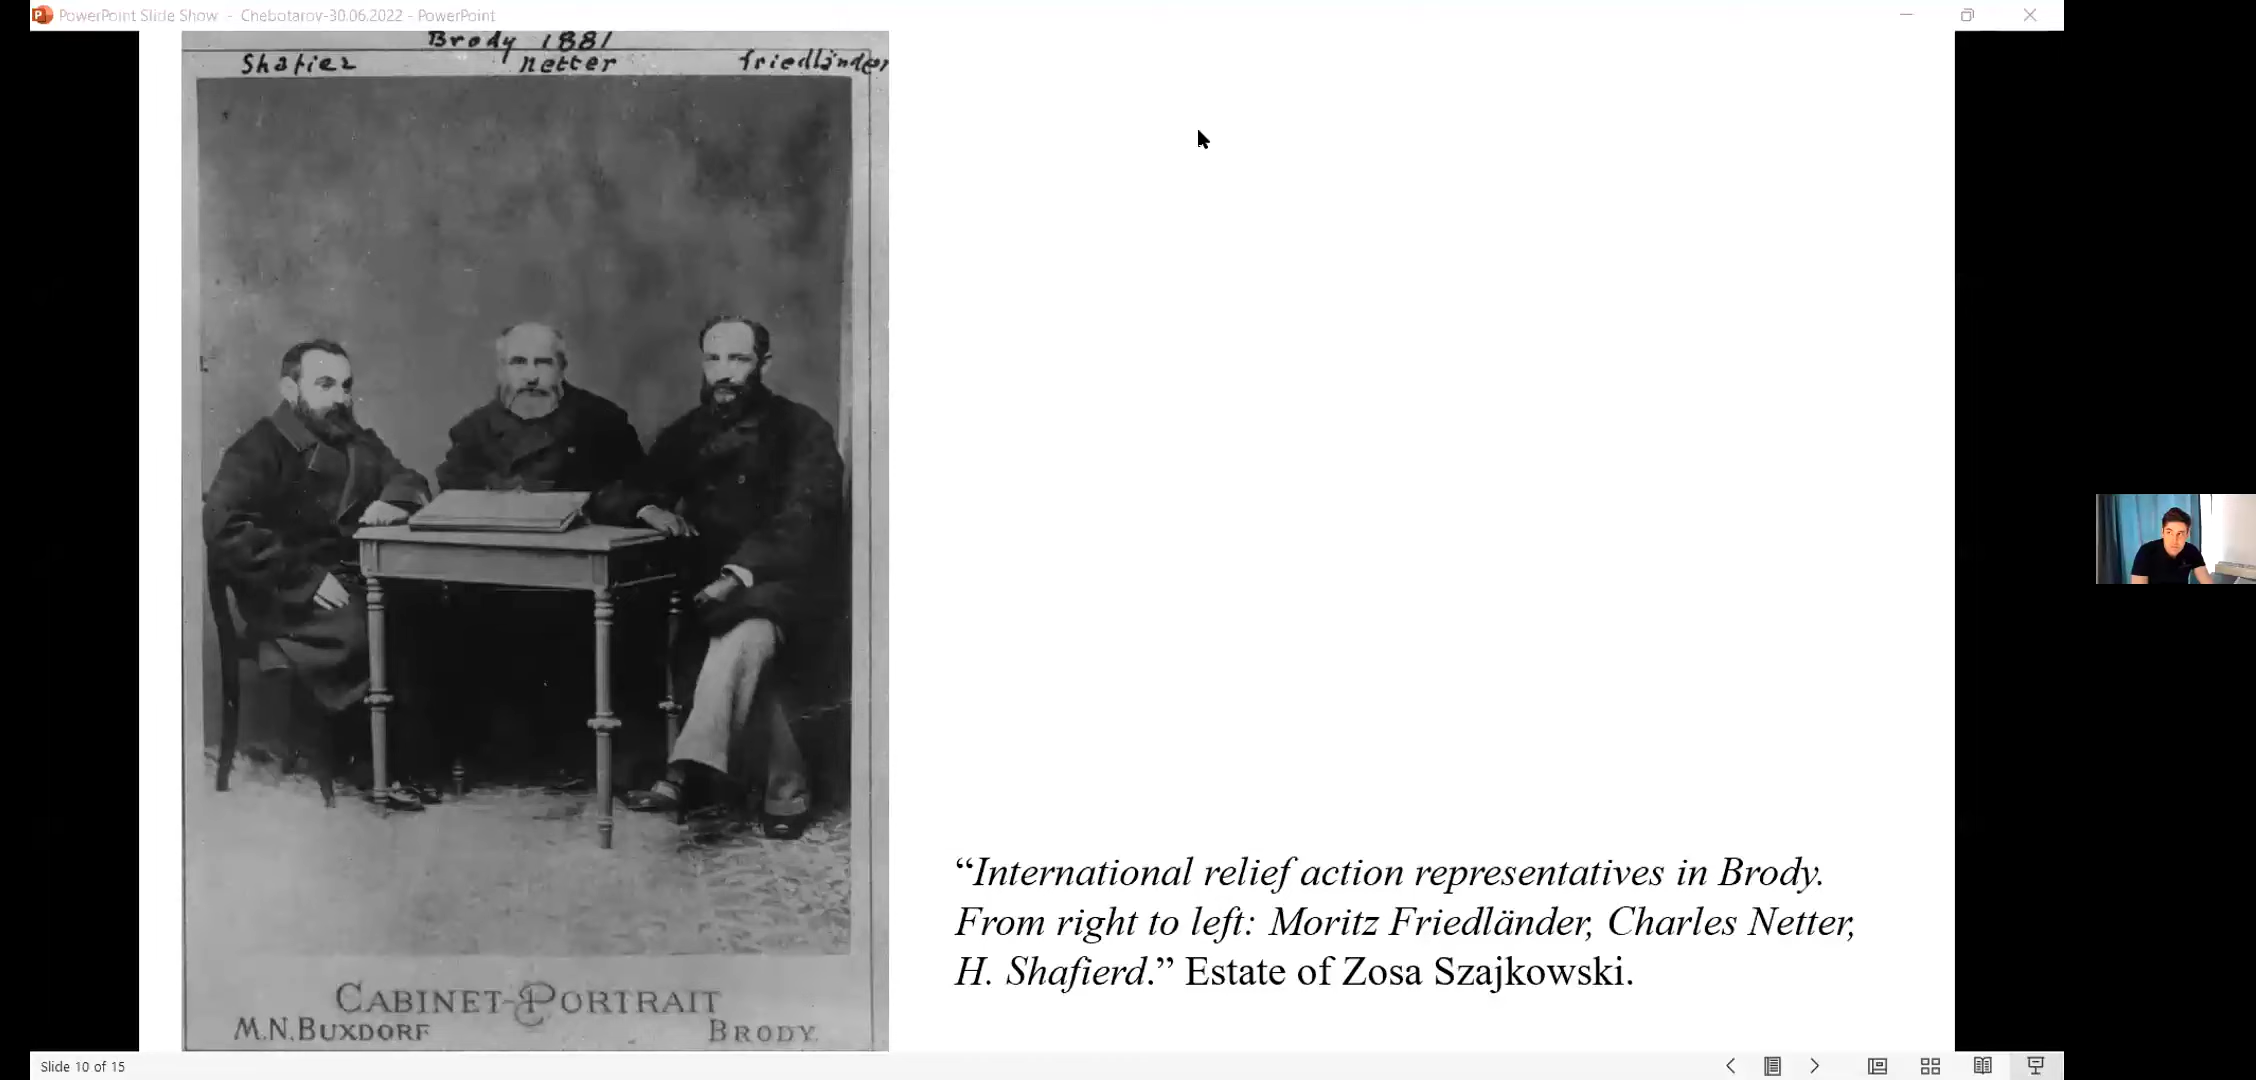 PowerPoint Slide Show - Chebotarov-30.06.2022 - PowerPoint
Brody 1881
Shafier netter friedländer
CABINET-PORTRAIT
M.N. BUXDORF BRODY.
“International relief action representatives in Brody.
From right to left: Moritz Friedländer, Charles Netter,
H. Shafierd.” Estate of Zosa Szajkowski.
Slide 10 of 15